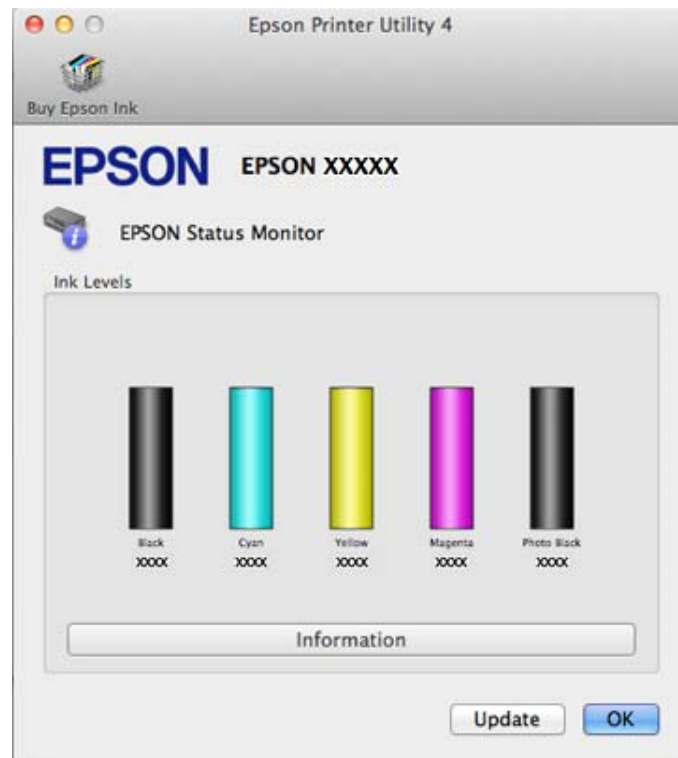 Epson Printer Utility 4
Buy Epson Ink
EPSON EPSON XXXXX
EPSON Status Monitor
Ink Levels
Black Cyan Yellow Magenta Photo Black
XXXX XXXX XXXX XXXX XXXX
Information
Update OK